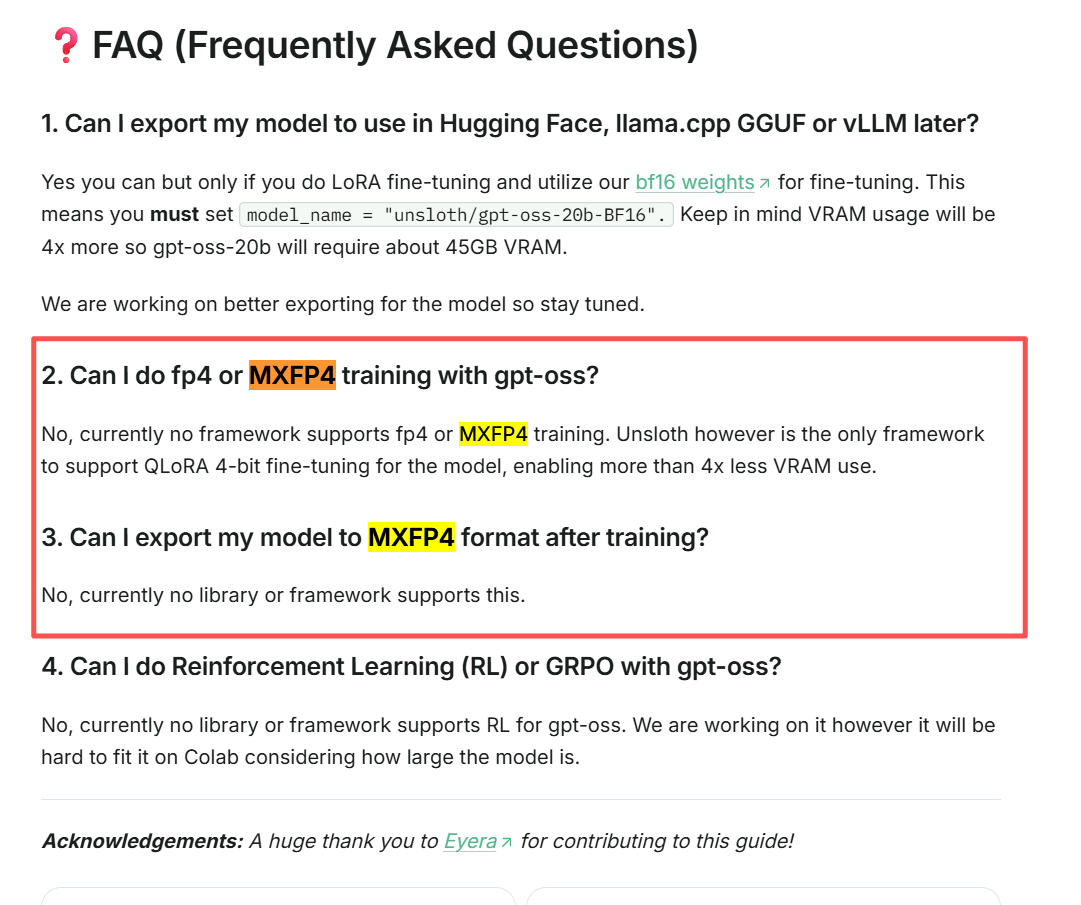 ❓ FAQ (Frequently Asked Questions)
1. Can I export my model to use in Hugging Face, llama.cpp GGUF or vLLM later?
Yes you can but only if you do LoRA fine-tuning and utilize our bf16 weights↗ for fine-tuning. This
means you must set model_name = "unsloth/gpt-oss-20b-BF16". Keep in mind VRAM usage will be
4x more so gpt-oss-20b will require about 45GB VRAM.
We are working on better exporting for the model so stay tuned.
2. Can I do fp4 or MXFP4 training with gpt-oss?
No, currently no framework supports fp4 or MXFP4 training. Unsloth however is the only framework
to support QLoRA 4-bit fine-tuning for the model, enabling more than 4x less VRAM use.
3. Can I export my model to MXFP4 format after training?
No, currently no library or framework supports this.
4. Can I do Reinforcement Learning (RL) or GRPO with gpt-oss?
No, currently no library or framework supports RL for gpt-oss. We are working on it however it will be
hard to fit it on Colab considering how large the model is.
Acknowledgements: A huge thank you to Eyera↗ for contributing to this guide!